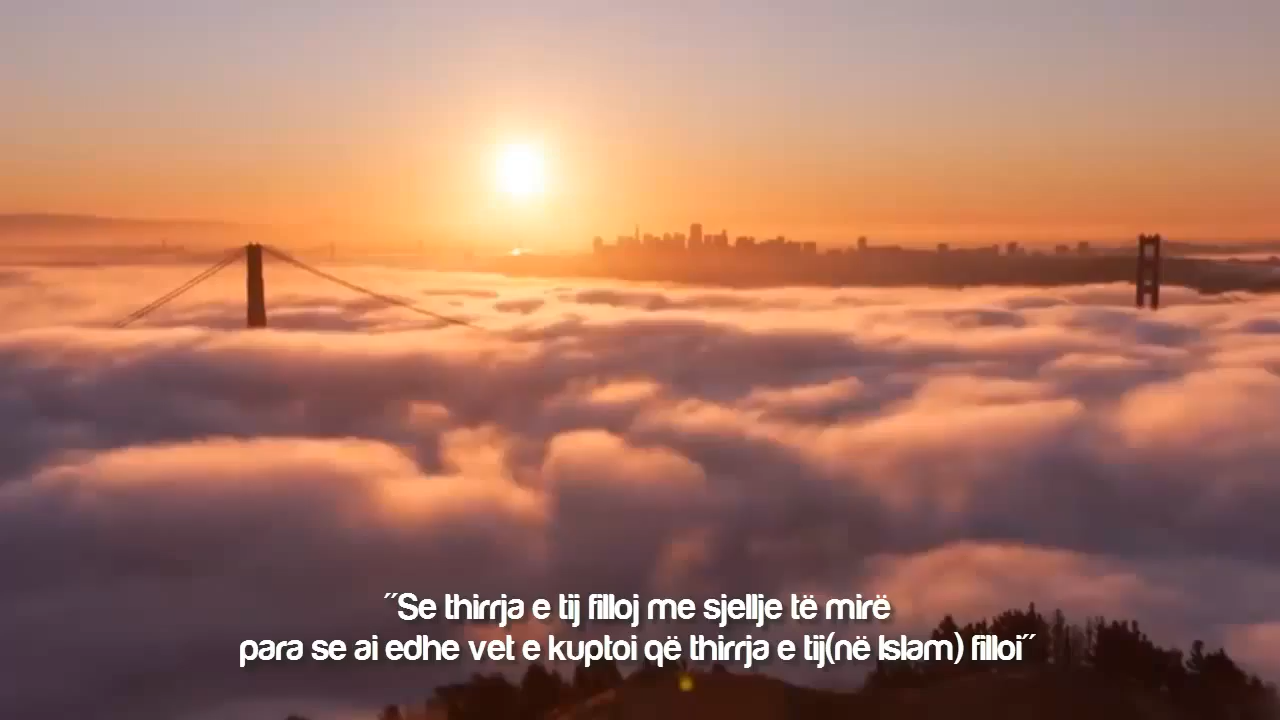 ˝Se thirrja e tij filloj me sjellje të mirë
para se ai edhe vet e kuptoi që thirrja e tij(në Islam) filloi˝